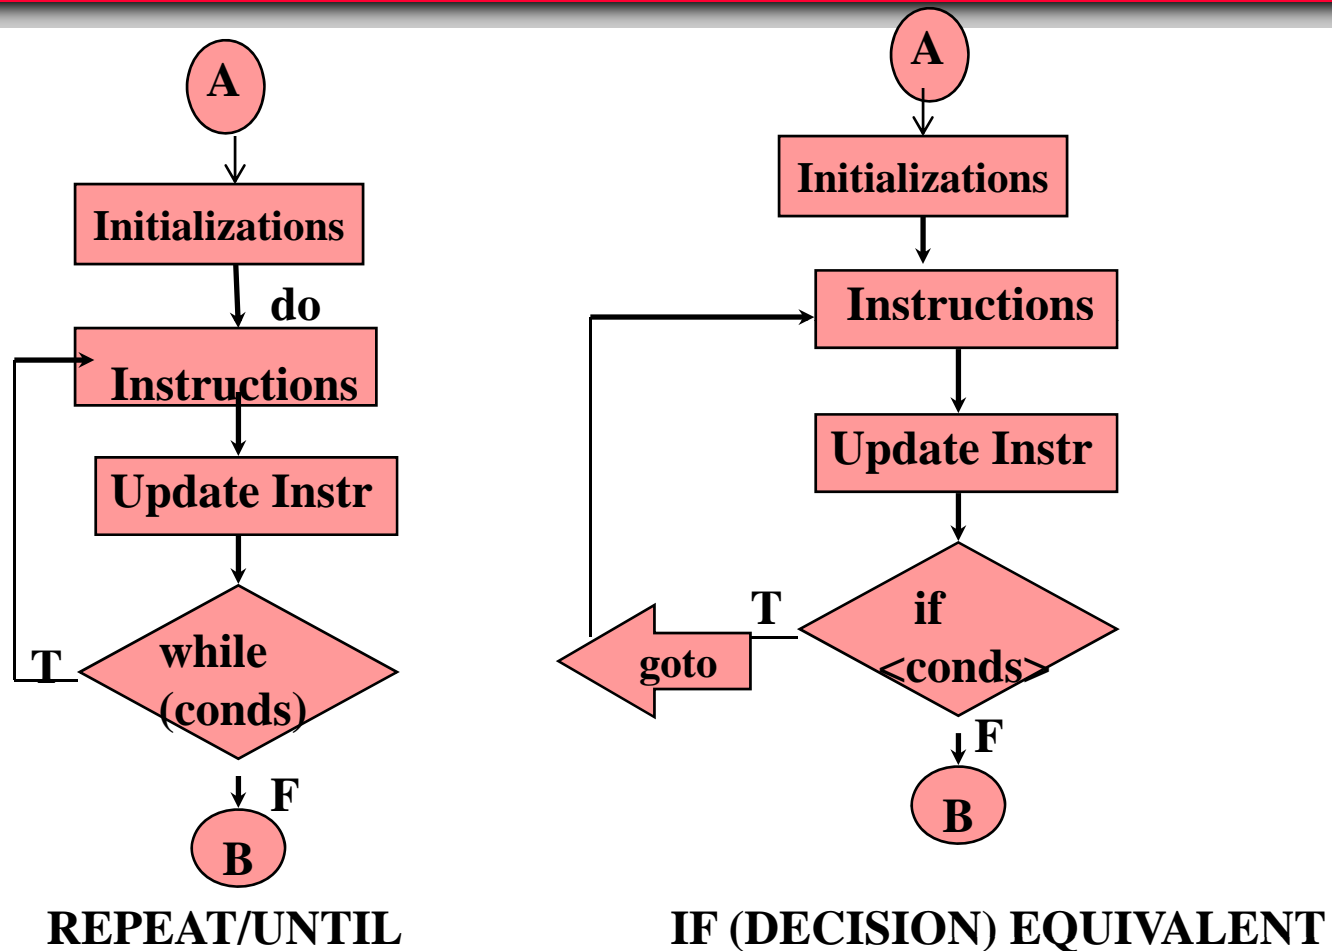 A
Initializations
do
Instructions
Update Instr
while
(conds)
T
F
B
REPEAT/UNTIL
A
Initializations
Instructions
Update Instr
if
<conds>
T
goto
F
B
IF (DECISION) EQUIVALENT